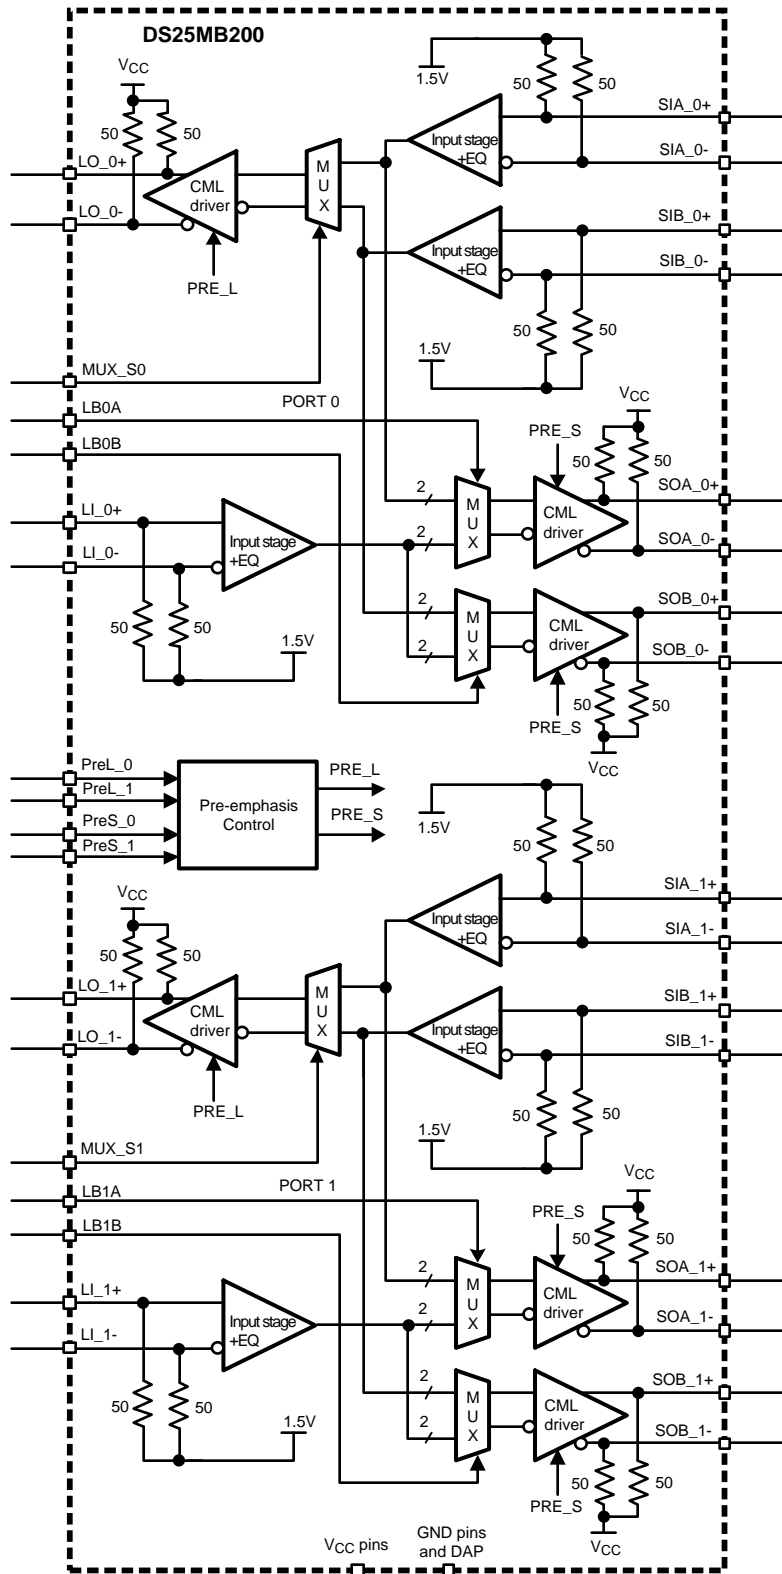 DS25MB200
VCC
1.5V
50 50
50 50
SIA_0+
LO_0+
Input stage +EQ
SIA_0-
M U X
CML driver
LO_0-
SIB_0+
Input stage +EQ
SIB_0-
PRE_L
50 50
1.5V
MUX_S0
VCC
LB0A
PORT 0
PRE_S
LB0B
50 50
2
SOA_0+
LI_0+
M U X
CML driver
Input stage +EQ
2
SOA_0-
LI_0-
2
SOB_0+
50 50
M U X
CML driver
1.5V
2
SOB_0-
50 50
PRE_S
VCC
PreL_0
PRE_L
PreL_1
Pre-emphasis Control
PreS_0
PRE_S
PreS_1
1.5V
50 50
VCC
SIA_1+
50 50
Input stage +EQ
SIA_1-
LO_1+
M U X
CML driver
SIB_1+
LO_1-
Input stage +EQ
SIB_1-
PRE_L
50 50
1.5V
MUX_S1
VCC
LB1A
PORT 1
PRE_S
LB1B
50 50
2
SOA_1+
LI_1+
M U X
CML driver
Input stage +EQ
2
SOA_1-
LI_1-
2
SOB_1+
50 50
M U X
CML driver
1.5V
2
SOB_1-
50 50
PRE_S
VCC
VCC pins
GND pins and DAP